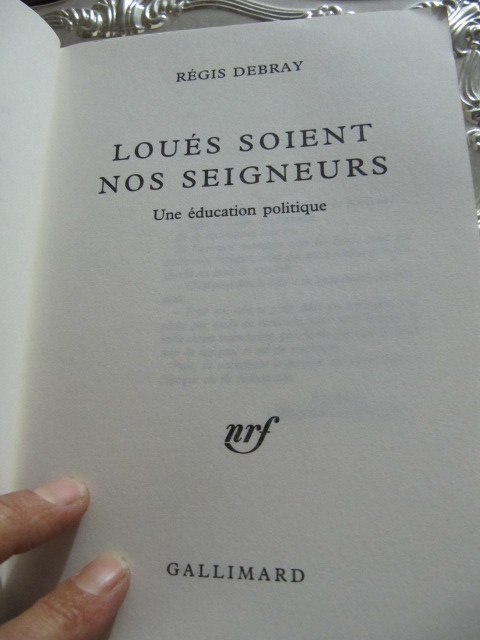 RÉGIS DEBRAY
LOUÉS SOIENT
NOS SEIGNEURS
Une éducation politique
nrf
GALLIMARD